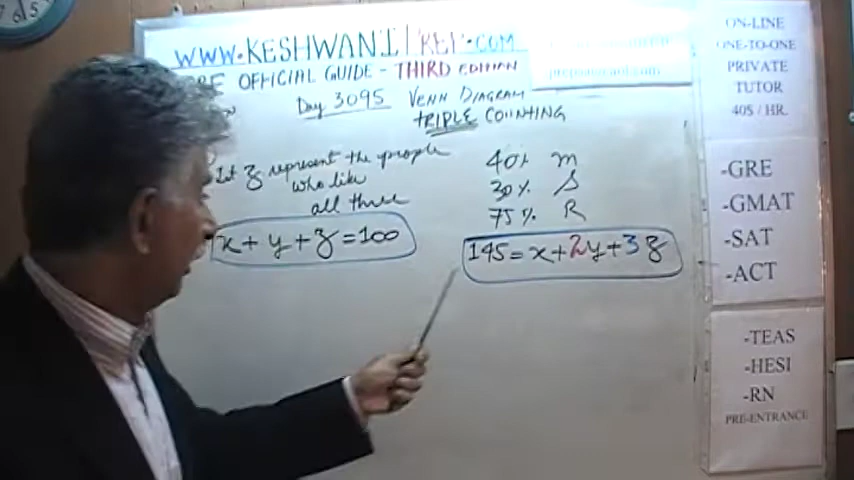 WWW.KESHWANI PREP.COM
OFFICIAL GUIDE - THIRD EDITION
Day 3095 VENN DIAGRAM
TRIPLE COUNTING
Let z represent the people
who like
all three
x + y + z = 100
40% m
30% S
75% R
145 = x + 2y + 3z
ON-LINE
ONE-TO-ONE
PRIVATE
TUTOR
40$ / HR.
-GRE
-GMAT
-SAT
-ACT
-TEAS
-HESI
-RN
PRE-ENTRANCE